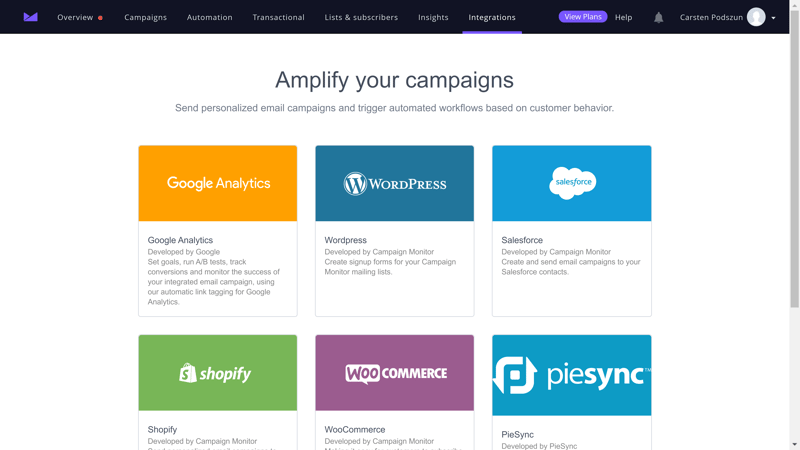 Overview Campaigns Automation Transactional Lists & subscribers Insights Integrations View Plans Help Carsten Podszun
Amplify your campaigns
Send personalized email campaigns and trigger automated workflows based on customer behavior.
Google Analytics
WORDPRESS
salesforce
Google Analytics
Developed by Google
Set goals, run A/B tests, track
conversions and monitor the success of
your integrated email campaign, using
our automatic link tagging for Google
Analytics.
Wordpress
Developed by Campaign Monitor
Create signup forms for your Campaign
Monitor mailing lists.
Salesforce
Developed by Campaign Monitor
Create and send email campaigns to your
Salesforce contacts.
shopify
WOO COMMERCE
piesync™
Shopify
Developed by Campaign Monitor
WooCommerce
Developed by Campaign Monitor
PieSync
Developed by PieSync